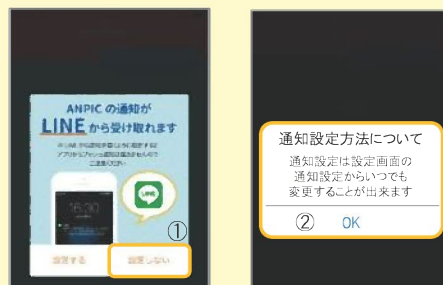 ANPIC の通知が
LINE から受け取れます
16:30
LINE
①
設定する
設定しない
通知設定方法について
通知設定は設定画面の
通知設定からいつでも
変更することが出来ます
② OK